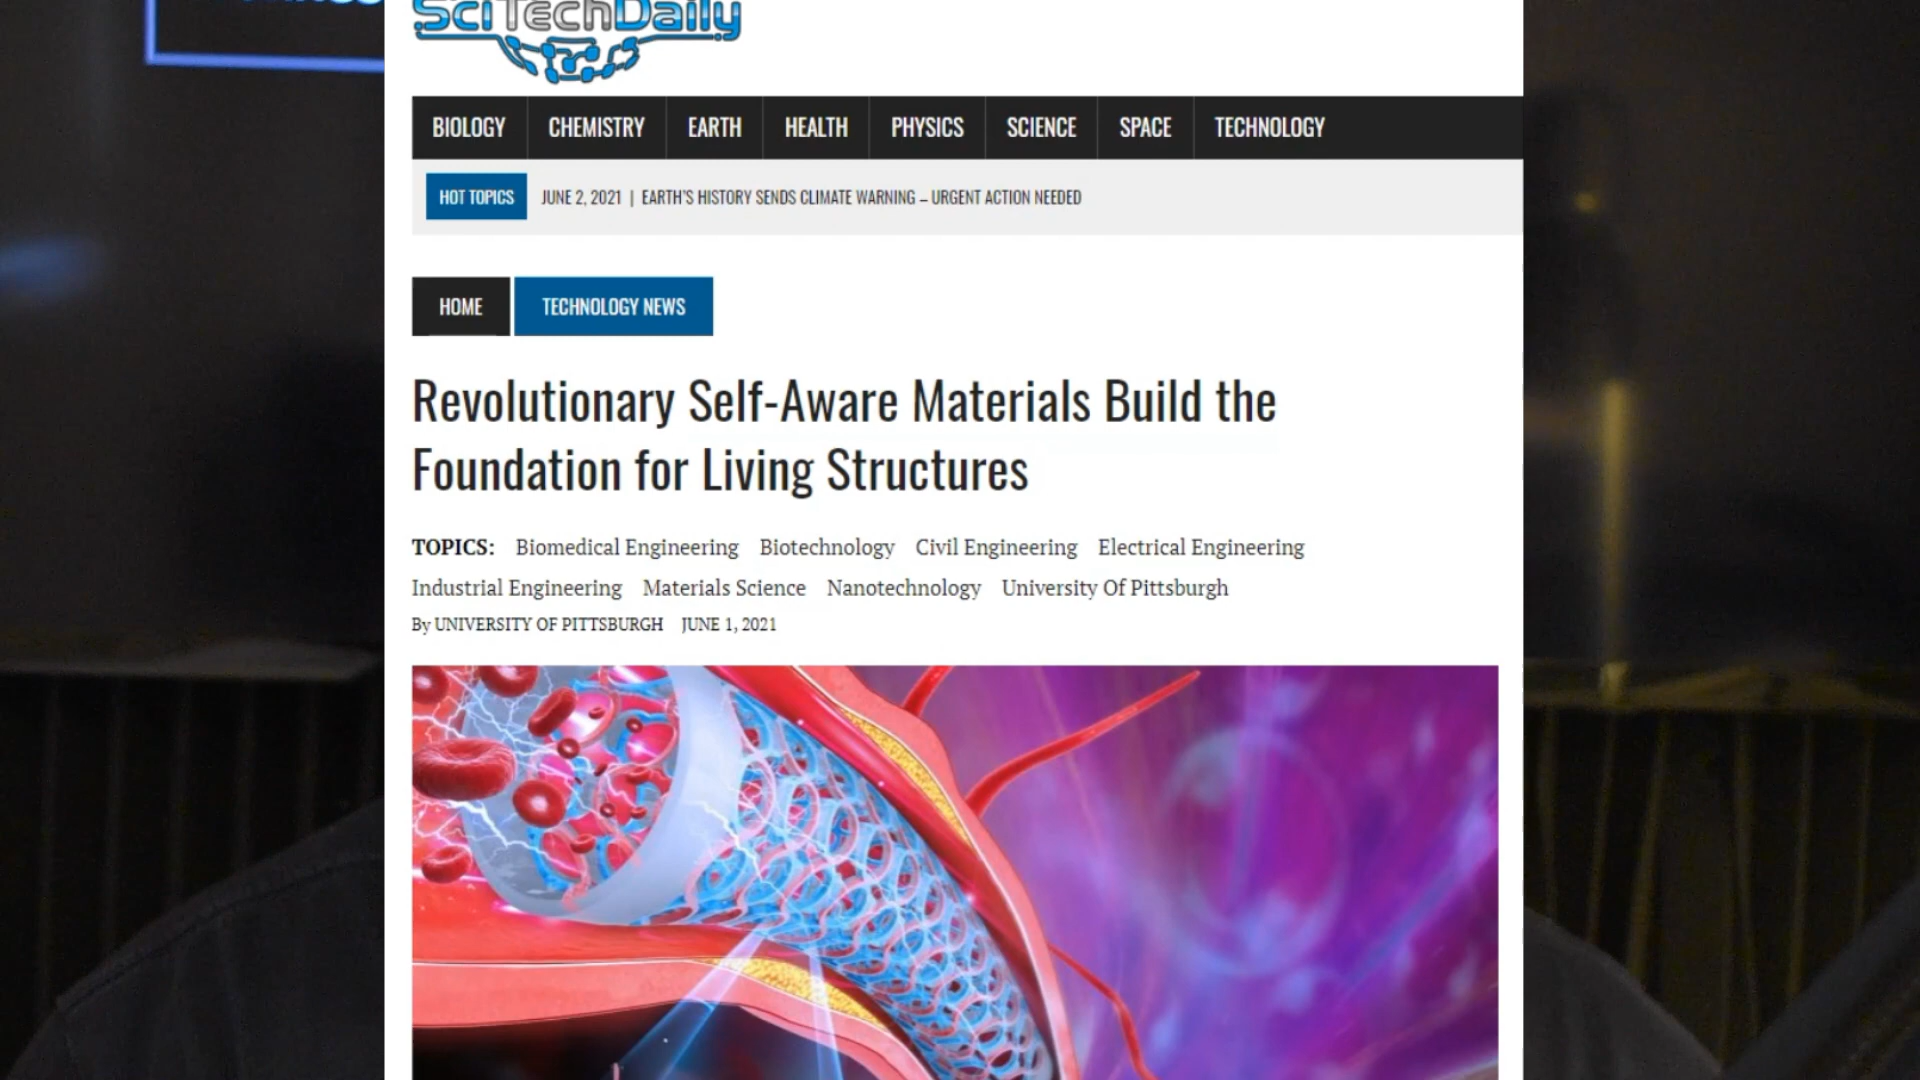 SciTechDaily
BIOLOGY CHEMISTRY EARTH HEALTH PHYSICS SCIENCE SPACE TECHNOLOGY
HOT TOPICS JUNE 2, 2021 | EARTH'S HISTORY SENDS CLIMATE WARNING – URGENT ACTION NEEDED
HOME TECHNOLOGY NEWS
Revolutionary Self-Aware Materials Build the
Foundation for Living Structures
TOPICS: Biomedical Engineering Biotechnology Civil Engineering Electrical Engineering
Industrial Engineering Materials Science Nanotechnology University Of Pittsburgh
By UNIVERSITY OF PITTSBURGH JUNE 1, 2021